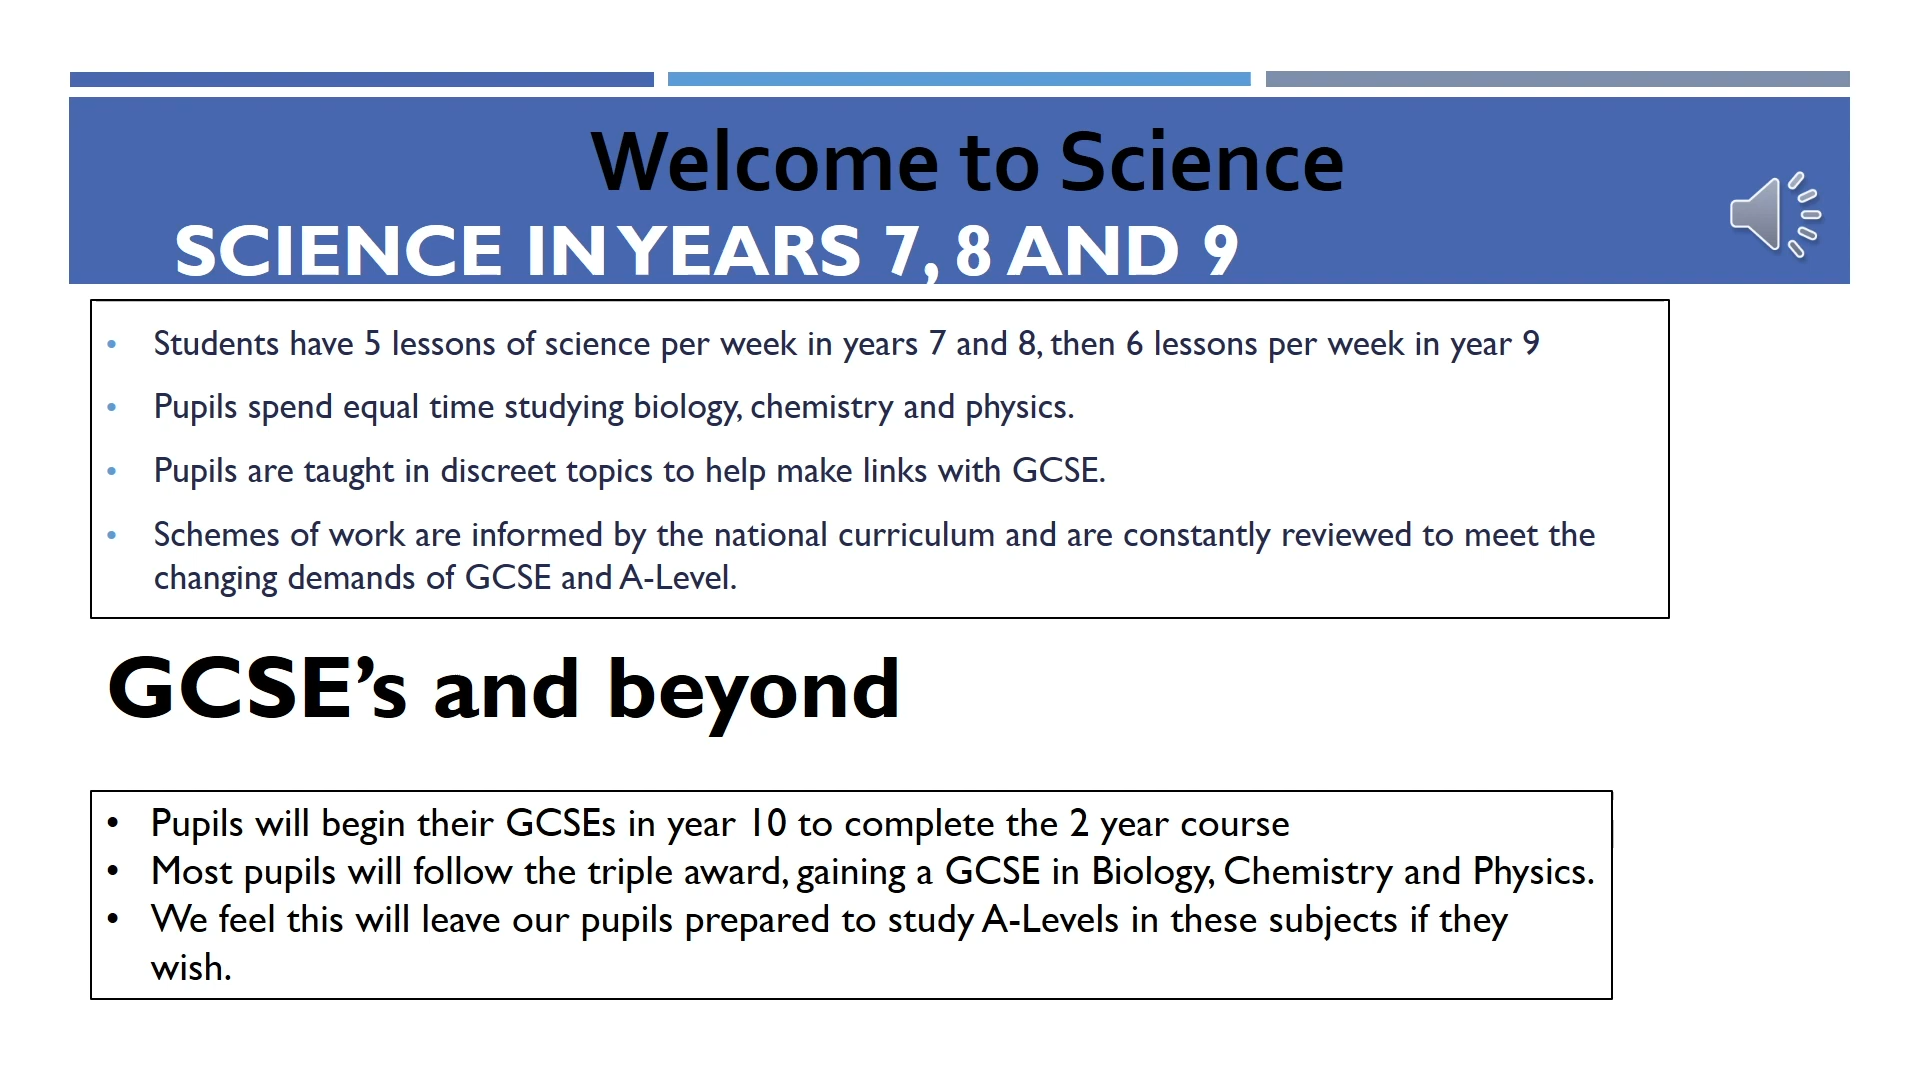 Welcome to Science
SCIENCE IN YEARS 7, 8 AND 9
• Students have 5 lessons of science per week in years 7 and 8, then 6 lessons per week in year 9
• Pupils spend equal time studying biology, chemistry and physics.
• Pupils are taught in discreet topics to help make links with GCSE.
• Schemes of work are informed by the national curriculum and are constantly reviewed to meet the
changing demands of GCSE and A-Level.
GCSE’s and beyond
• Pupils will begin their GCSEs in year 10 to complete the 2 year course
• Most pupils will follow the triple award, gaining a GCSE in Biology, Chemistry and Physics.
• We feel this will leave our pupils prepared to study A-Levels in these subjects if they
wish.